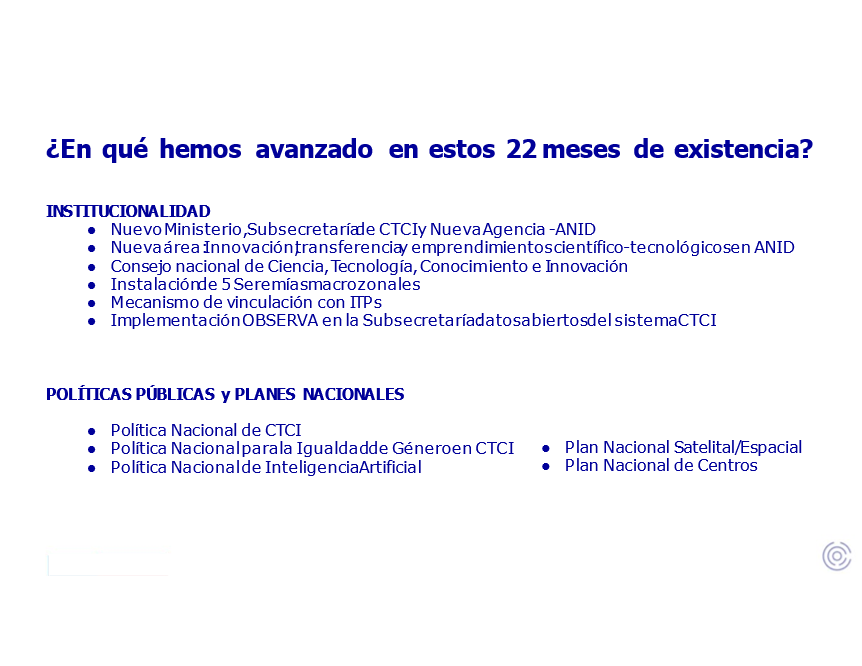 ¿En qué hemos avanzado en estos 22 meses de existencia?
INSTITUCIONALIDAD
● Nuevo Ministerio, Subsecretaría de CTCI y Nueva Agencia - ANID
● Nueva área: Innovación, transferencia y emprendimientos científico-tecnológicos en ANID
● Consejo nacional de Ciencia, Tecnología, Conocimiento e Innovación
● Instalación de 5 Seremías macrozonales
● Mecanismo de vinculación con ITPs
● Implementación OBSERVA en la Subsecretaría: datos abiertos del sistema CTCI
POLÍTICAS PÚBLICAS y PLANES NACIONALES
● Política Nacional de CTCI
● Política Nacional para la Igualdad de Género en CTCI
● Política Nacional de Inteligencia Artificial
● Plan Nacional Satelital/Espacial
● Plan Nacional de Centros